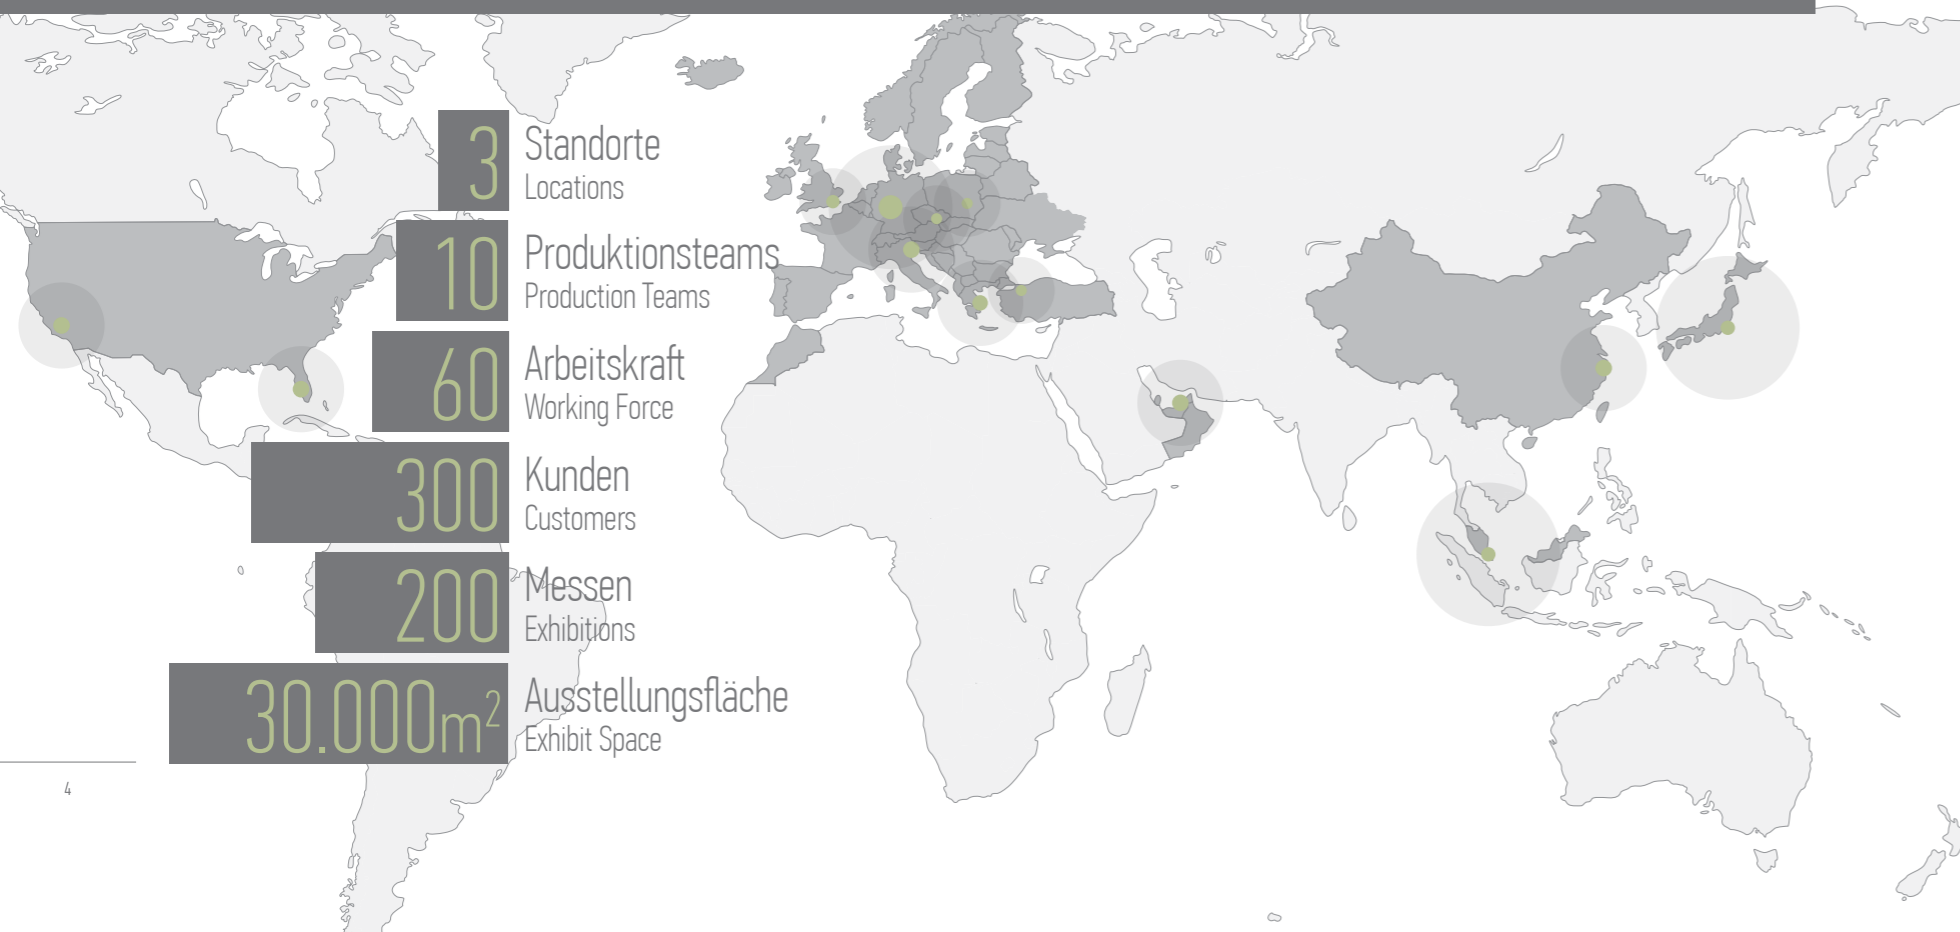 3
Standorte
Locations
10
Produktionsteams
Production Teams
60
Arbeitskraft
Working Force
300
Kunden
Customers
200
Messen
Exhibitions
30.000m²
Ausstellungsfläche
Exhibit Space
4